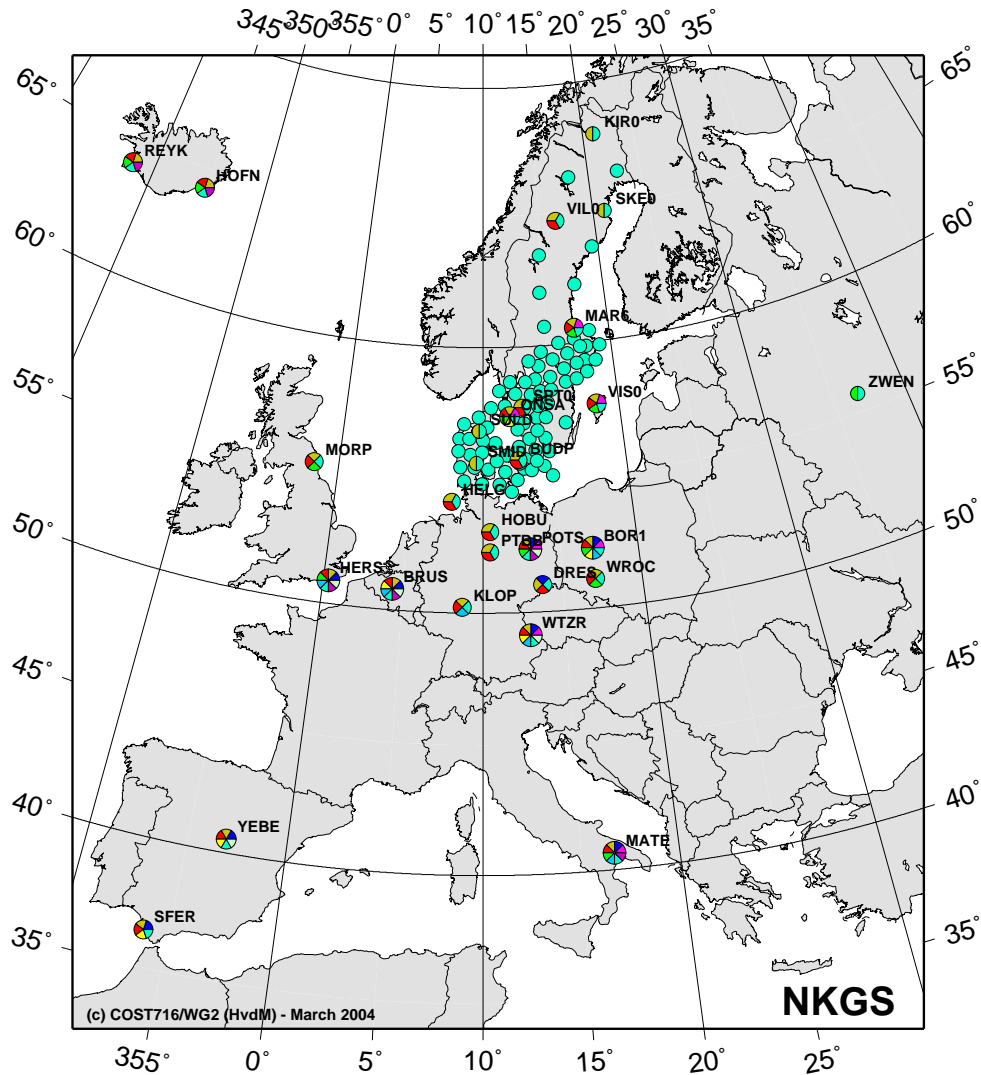 345° 350° 355° 0° 5° 10° 15° 20° 25° 30° 35°
65° 65°
60° 60°
55° 55°
50° 50°
45° 45°
40° 40°
35° 35°
KIR0
REYK
HOFN
SKE0
VIL0
MAR6
ZWEN
VIS0
SPT0
ONSA
SULD
MORP
SMID BUDP
HELG
HOBU
PTBB POTS BOR1
HERS BRUS DRES WROC
KLOP
WTZR
YEBE
MATE
SFER
NKGS
(c) COST716/WG2 (HvdM) - March 2004
355° 0° 5° 10° 15° 20° 25°